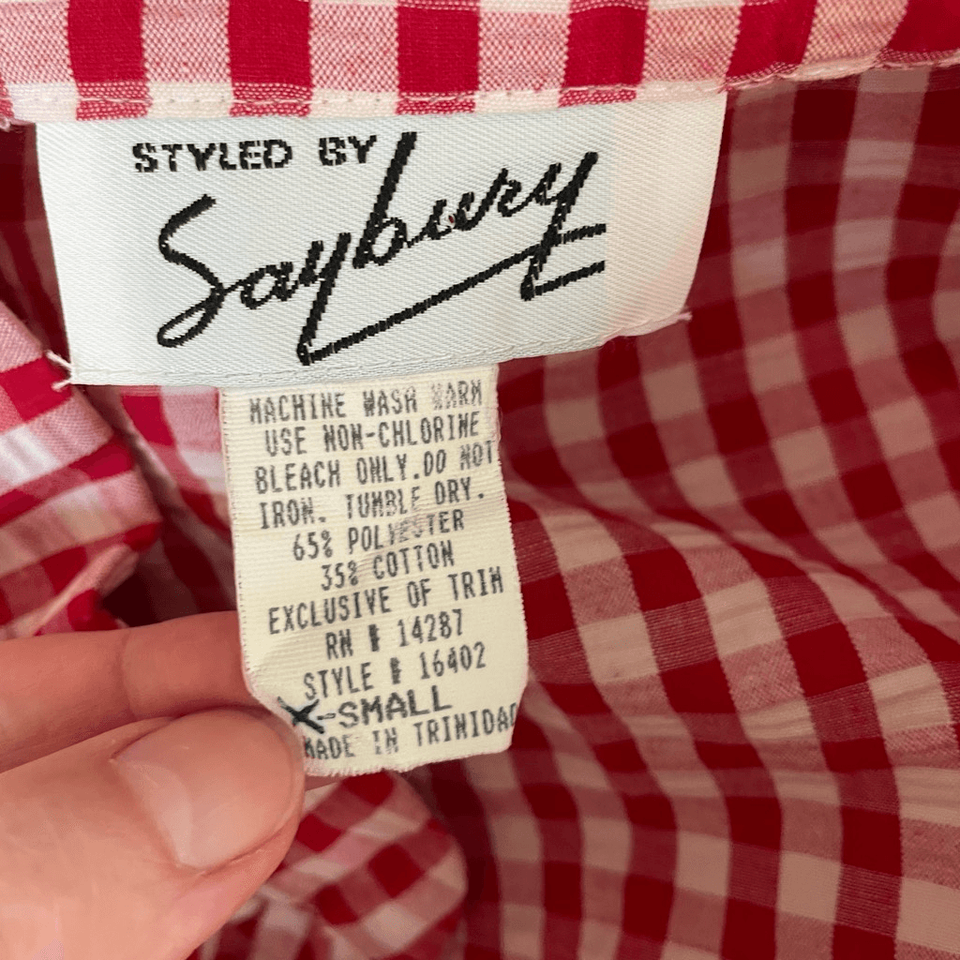 STYLED BY
Saybury
MACHINE WASH WARM
USE NON-CHLORINE
BLEACH ONLY. DO NOT
IRON. TUMBLE DRY.
65% POLYESTER
35% COTTON
EXCLUSIVE OF TRIM
RN # 14287
STYLE # 16402
X-SMALL
MADE IN TRINIDAD